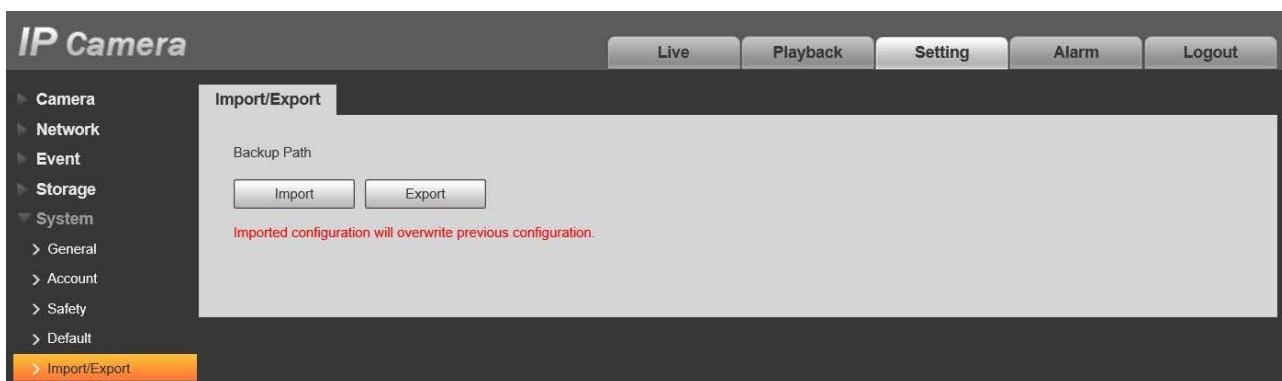 IP Camera
Live Playback Setting Alarm Logout
Camera
Network
Event
Storage
System
General
Account
Safety
Default
Import/Export
Import/Export
Backup Path
Import Export
Imported configuration will overwrite previous configuration.